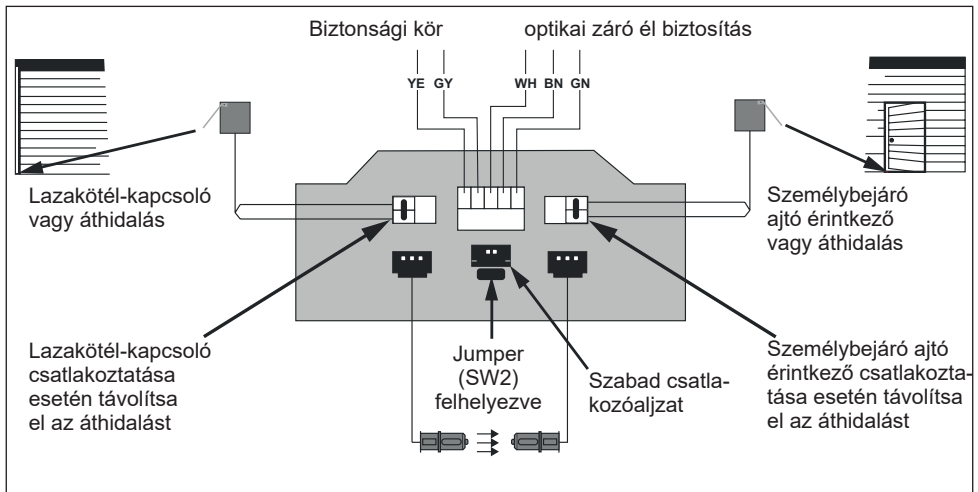 Biztonsági kör
optikai záró él biztosítás
YE GY
WH BN GN
Lazakötél-kapcsoló
vagy áthidalás
Személybejáró
ajtó érintkező
vagy áthidalás
Lazakötél-kapcsoló
csatlakoztatása
esetén távolítsa
el az áthidalást
Jumper
(SW2)
felhelyezve
Szabad csatla-
kozóaljzat
Személybejáró ajtó
érintkező csatlakozta-
tása esetén távolítsa
el az áthidalást